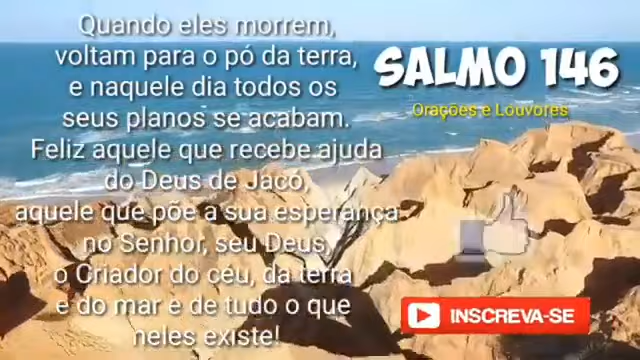 Quando eles morrem,
voltam para o pó da terra,
e naquele dia todos os
seus planos se acabam.
Feliz aquele que recebe ajuda
do Deus de Jacó,
aquele que põe a sua esperança
no Senhor, seu Deus,
o Criador do céu, da terra
e do mar e de tudo o que
neles existe!
SALMO 146
Orações e Louvores
INSCREVA-SE